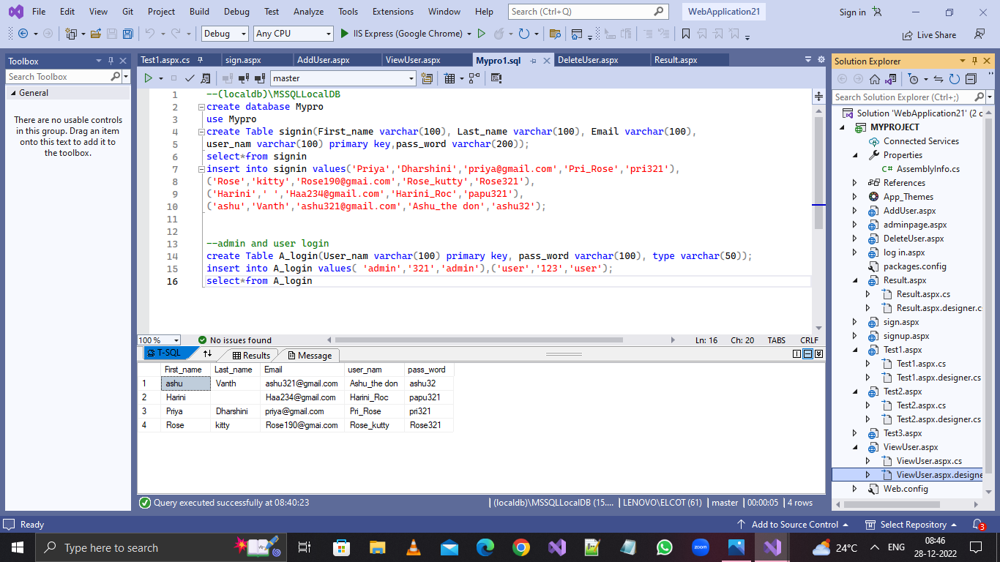 File Edit View Git Project Build Debug Test Analyze Tools Extensions Window Help Search (Ctrl+Q) WebApplication21 Sign in
Debug Any CPU IIS Express (Google Chrome) Live Share
Toolbox
Search Toolbox
General
There are no usable controls
in this group. Drag an item
onto this text to add it to
the toolbox.
Test1.aspx.cs sign.aspx AddUser.aspx ViewUser.aspx Mypro1.sql DeleteUser.aspx Result.aspx
master
1 --(localdb)\MSSQLLocalDB
2 create database Mypro
3 use Mypro
4 create Table signin(First_name varchar(100), Last_name varchar(100), Email varchar(100),
5 user_nam varchar(100) primary key,pass_word varchar(200));
6 select*from signin
7 insert into signin values('Priya','Dharshini','priya@gmail.com','Pri_Rose','pri321'),
8 ('Rose','kitty','Rose190@gmai.com','Rose_kutty','Rose321'),
9 ('Harini',' ','Haa234@gmail.com','Harini_Roc','papu321'),
10 ('ashu','Vanth','ashu321@gmail.com','Ashu_the don','ashu32');
11
12
13 --admin and user login
14 create Table A_login(User_nam varchar(100) primary key, pass_word varchar(100), type varchar(50));
15 insert into A_login values( 'admin','321','admin'),('user','123','user');
16 select*from A_login
100 % No issues found Ln: 16 Ch: 20 TABS CRLF
T-SQL Results Message
First_name Last_name Email user_nam pass_word
1 ashu Vanth ashu321@gmail.com Ashu_the don ashu32
2 Harini Haa234@gmail.com Harini_Roc papu321
3 Priya Dharshini priya@gmail.com Pri_Rose pri321
4 Rose kitty Rose190@gmai.com Rose_kutty Rose321
Query executed successfully at 08:40:23 (localdb)\MSSQLLocalDB (15.... LENOVO\ELCOT (61) master 00:00:05 4 rows
Solution Explorer
Search Solution Explorer (Ctrl+;)
Solution 'WebApplication21' (2 o
MYPROJECT
Connected Services
Properties
C# AssemblyInfo.cs
References
App_Themes
AddUser.aspx
adminpage.aspx
DeleteUser.aspx
log in.aspx
packages.config
Result.aspx
Result.aspx.cs
Result.aspx.designer.c
sign.aspx
signup.aspx
Test1.aspx
Test1.aspx.cs
Test1.aspx.designer.cs
Test2.aspx
Test2.aspx.cs
Test2.aspx.designer.cs
Test3.aspx
ViewUser.aspx
ViewUser.aspx.cs
ViewUser.aspx.designe
Web.config
Ready Add to Source Control Select Repository 3
Type here to search zoom 24°C ENG 08:46
28-12-2022